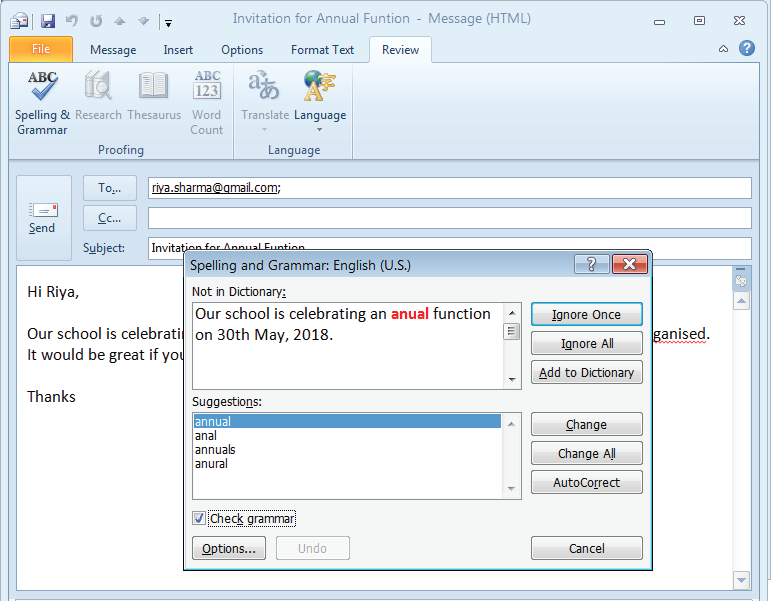 Invitation for Annual Funtion - Message (HTML)
File Message Insert Options Format Text Review
ABC ABC 123
Spelling & Grammar Research Thesaurus Word Count Translate Language
Proofing Language
To... riya.sharma@gmail.com;
Cc...
Send
Subject: Invitation for Annual Funtion
Hi Riya,
Our school is celebrati ganised.
It would be great if you
Thanks
Spelling and Grammar: English (U.S.)
Not in Dictionary:
Our school is celebrating an anual function
on 30th May, 2018.
Ignore Once
Ignore All
Add to Dictionary
Suggestions:
annual
anal
annuals
anural
Change
Change All
AutoCorrect
Check grammar
Options... Undo Cancel